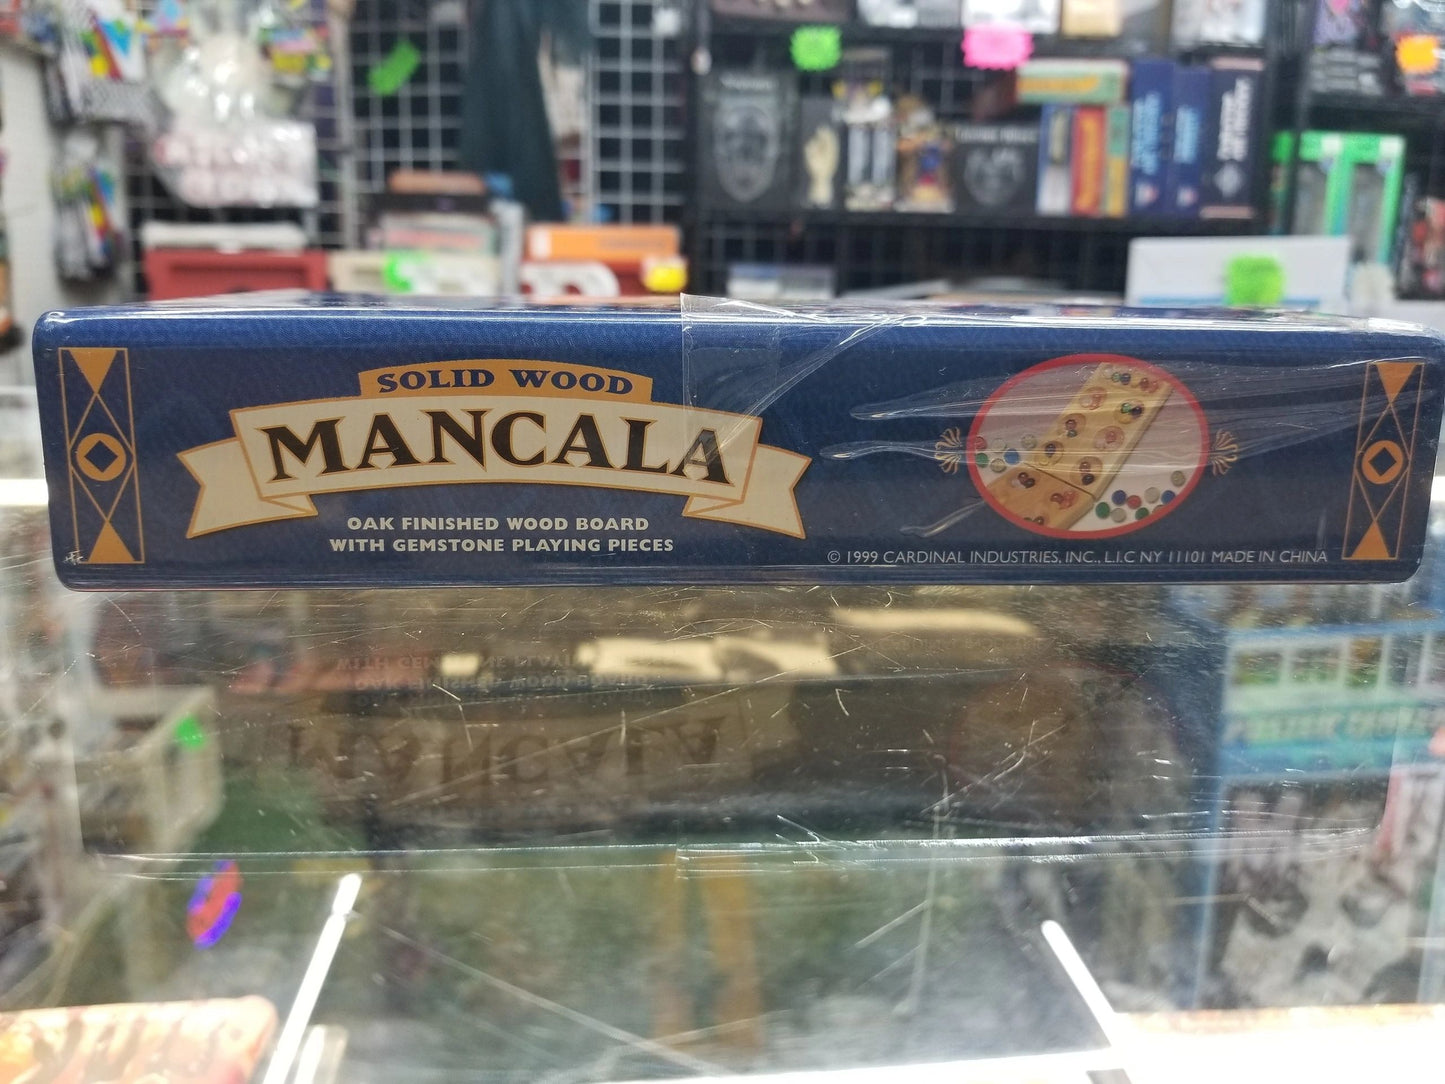 SOLID WOOD
MANCALA
OAK FINISHED WOOD BOARD
WITH GEMSTONE PLAYING PIECES
© 1999 CARDINAL INDUSTRIES, INC., L.I.C NY 11101 MADE IN CHINA